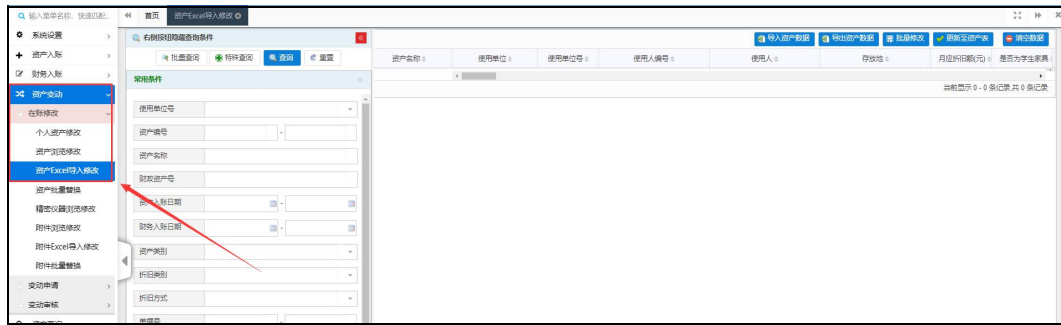 输入菜单名称，快速匹配..
首页 资产Excel导入修改
系统设置
资产入账
财务入账
资产变动
在账修改
个人资产修改
资产浏览修改
资产Excel导入修改
资产批量替换
精密仪器浏览修改
附件浏览修改
附件Excel导入修改
附件批量替换
变动申请
变动审核
右侧按钮隐藏查询条件
批量查询 特殊查询 查询 重置
常用条件
使用单位号
资产编号 -
资产名称
财政资产号
资产入账日期 -
财务入账日期 -
资产类别
折旧类别
折旧方式
单据号 -
导入资产数据 导出资产数据 批量修改 更新至资产表 清空数据
资产名称 使用单位 使用单位号 使用人编号 使用人 存放地 月应折旧额(元) 是否为学生家具
当前显示 0 - 0 条记录,共 0 条记录